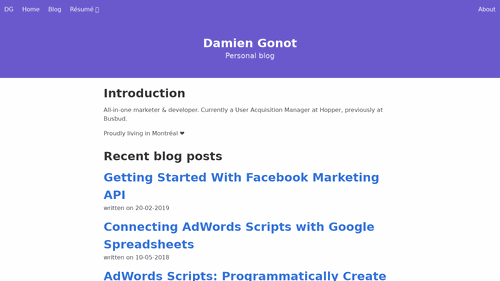 DG Home Blog Résumé About
Damien Gonot
Personal blog
Introduction
All-in-one marketer & developer. Currently a User Acquisition Manager at Hopper, previously at
Busbud.
Proudly living in Montréal ❤
Recent blog posts
Getting Started With Facebook Marketing
API
written on 20-02-2019
Connecting AdWords Scripts with Google
Spreadsheets
written on 10-05-2018
AdWords Scripts: Programmatically Create